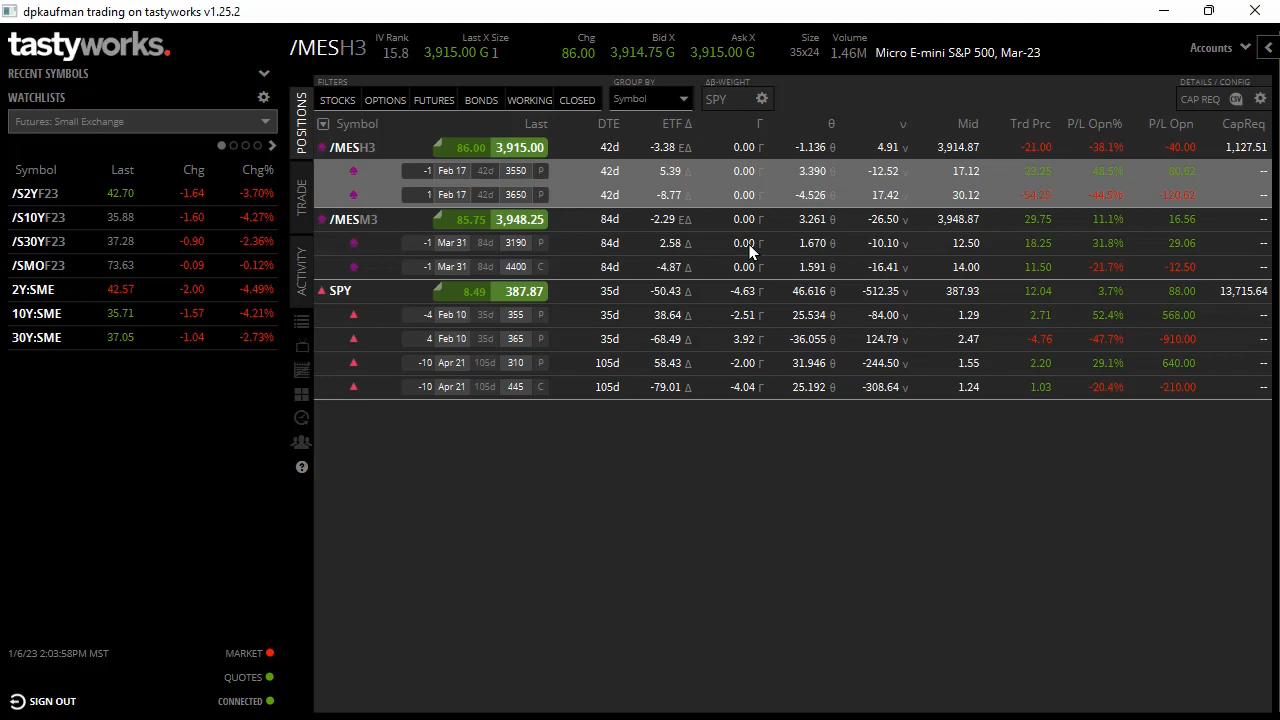 dpkaufman trading on tastyworks v1.25.2
tastyworks.
RECENT SYMBOLS
WATCHLISTS
Futures: Small Exchange
Symbol Last Chg Chg%
/S2YF23 42.70 -1.64 -3.70%
/S10YF23 35.88 -1.60 -4.27%
/S30YF23 37.28 -0.90 -2.36%
/SMOF23 73.63 -0.09 -0.12%
2Y:SME 42.57 -2.00 -4.49%
10Y:SME 35.71 -1.57 -4.21%
30Y:SME 37.05 -1.04 -2.73%
1/6/23 2:03:58PM MST MARKET
QUOTES
SIGN OUT CONNECTED
/MESH3
IV Rank Last X Size Chg Bid X Ask X Size Volume
15.8 3,915.00 G 1 86.00 3,914.75 G 3,915.00 G 35x24 1.46M Micro E-mini S&P 500, Mar-23
Accounts
POSITIONS
TRADE
ACTIVITY
FILTERS GROUP BY Δβ-WEIGHT DETAILS / CONFIG
STOCKS OPTIONS FUTURES BONDS WORKING CLOSED Symbol SPY CAP REQ CSV
Symbol Last DTE ETF Δ Γ θ ν Mid Trd Prc P/L Opn% P/L Opn CapReq
/MESH3 86.00 3,915.00 42d -3.38 EΔ 0.00 Γ -1.136 θ 4.91 ν 3,914.87 -21.00 -38.1% -40.00 1,127.51
-1 Feb 17 42d 3550 P 42d 5.39 Δ 0.00 Γ 3.390 θ -12.52 ν 17.12 33.25 48.5% 80.62 --
1 Feb 17 42d 3650 P 42d -8.77 Δ 0.00 Γ -4.526 θ 17.42 ν 30.12 -54.25 -44.5% -120.62 --
/MESM3 85.75 3,948.25 84d -2.29 EΔ 0.00 Γ 3.261 θ -26.50 ν 3,948.87 29.75 11.1% 16.56 --
-1 Mar 31 84d 3190 P 84d 2.58 Δ 0.00 Γ 1.670 θ -10.10 ν 12.50 18.25 31.8% 29.06 --
-1 Mar 31 84d 4400 C 84d -4.87 Δ 0.00 Γ 1.591 θ -16.41 ν 14.00 11.50 -21.7% -12.50 --
SPY 8.49 387.87 35d -50.43 Δ -4.63 Γ 46.616 θ -512.35 ν 387.93 12.04 3.7% 88.00 13,715.64
-4 Feb 10 35d 355 P 35d 38.64 Δ -2.51 Γ 25.534 θ -84.00 ν 1.29 2.71 52.4% 568.00 --
4 Feb 10 35d 365 P 35d -68.49 Δ 3.92 Γ -36.055 θ 124.79 ν 2.47 -4.76 -47.7% -910.00 --
-10 Apr 21 105d 310 P 105d 58.43 Δ -2.00 Γ 31.946 θ -244.50 ν 1.55 2.20 29.1% 640.00 --
-10 Apr 21 105d 445 C 105d -79.01 Δ -4.04 Γ 25.192 θ -308.64 ν 1.24 1.03 -20.4% -210.00 --